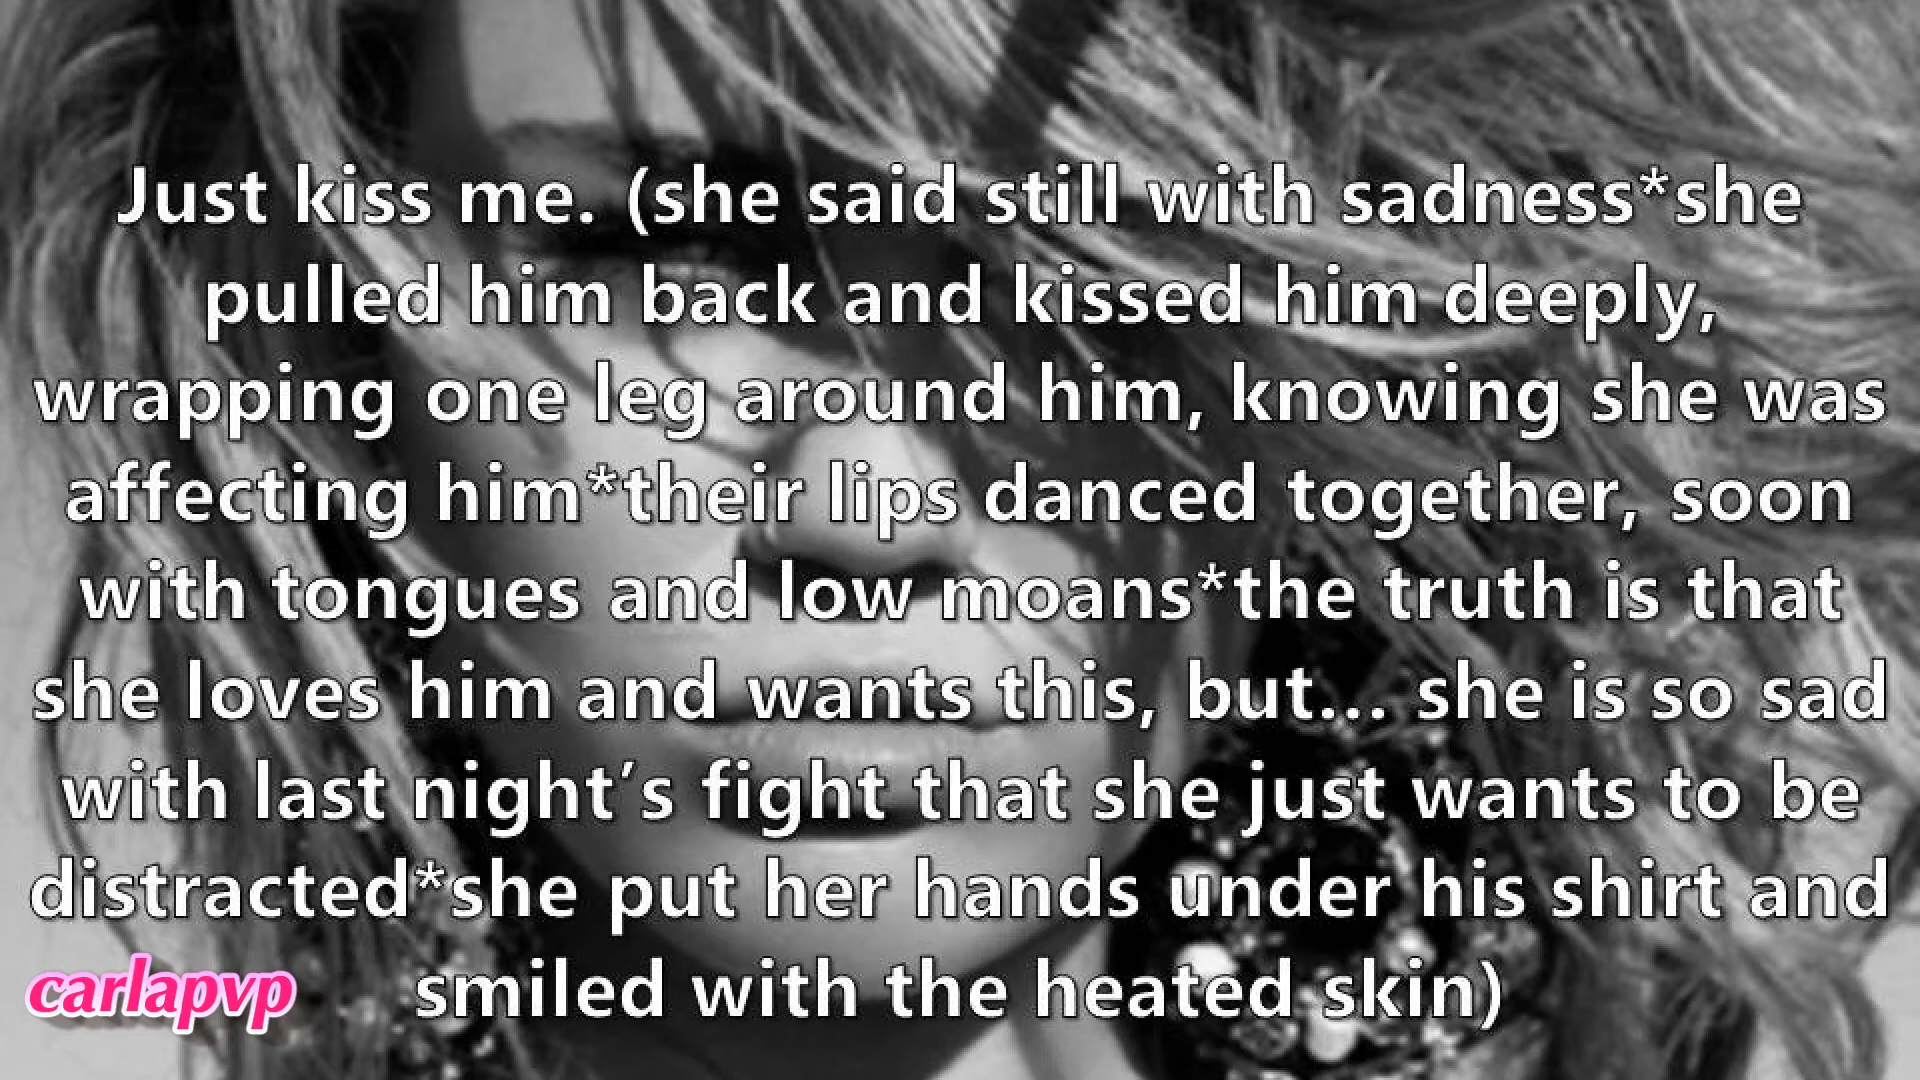 Just kiss me. (she said still with sadness*she
pulled him back and kissed him deeply,
wrapping one leg around him, knowing she was
affecting him*their lips danced together, soon
with tongues and low moans*the truth is that
she loves him and wants this, but... she is so sad
with last night's fight that she just wants to be
distracted*she put her hands under his shirt and
smiled with the heated skin)
carlapvp